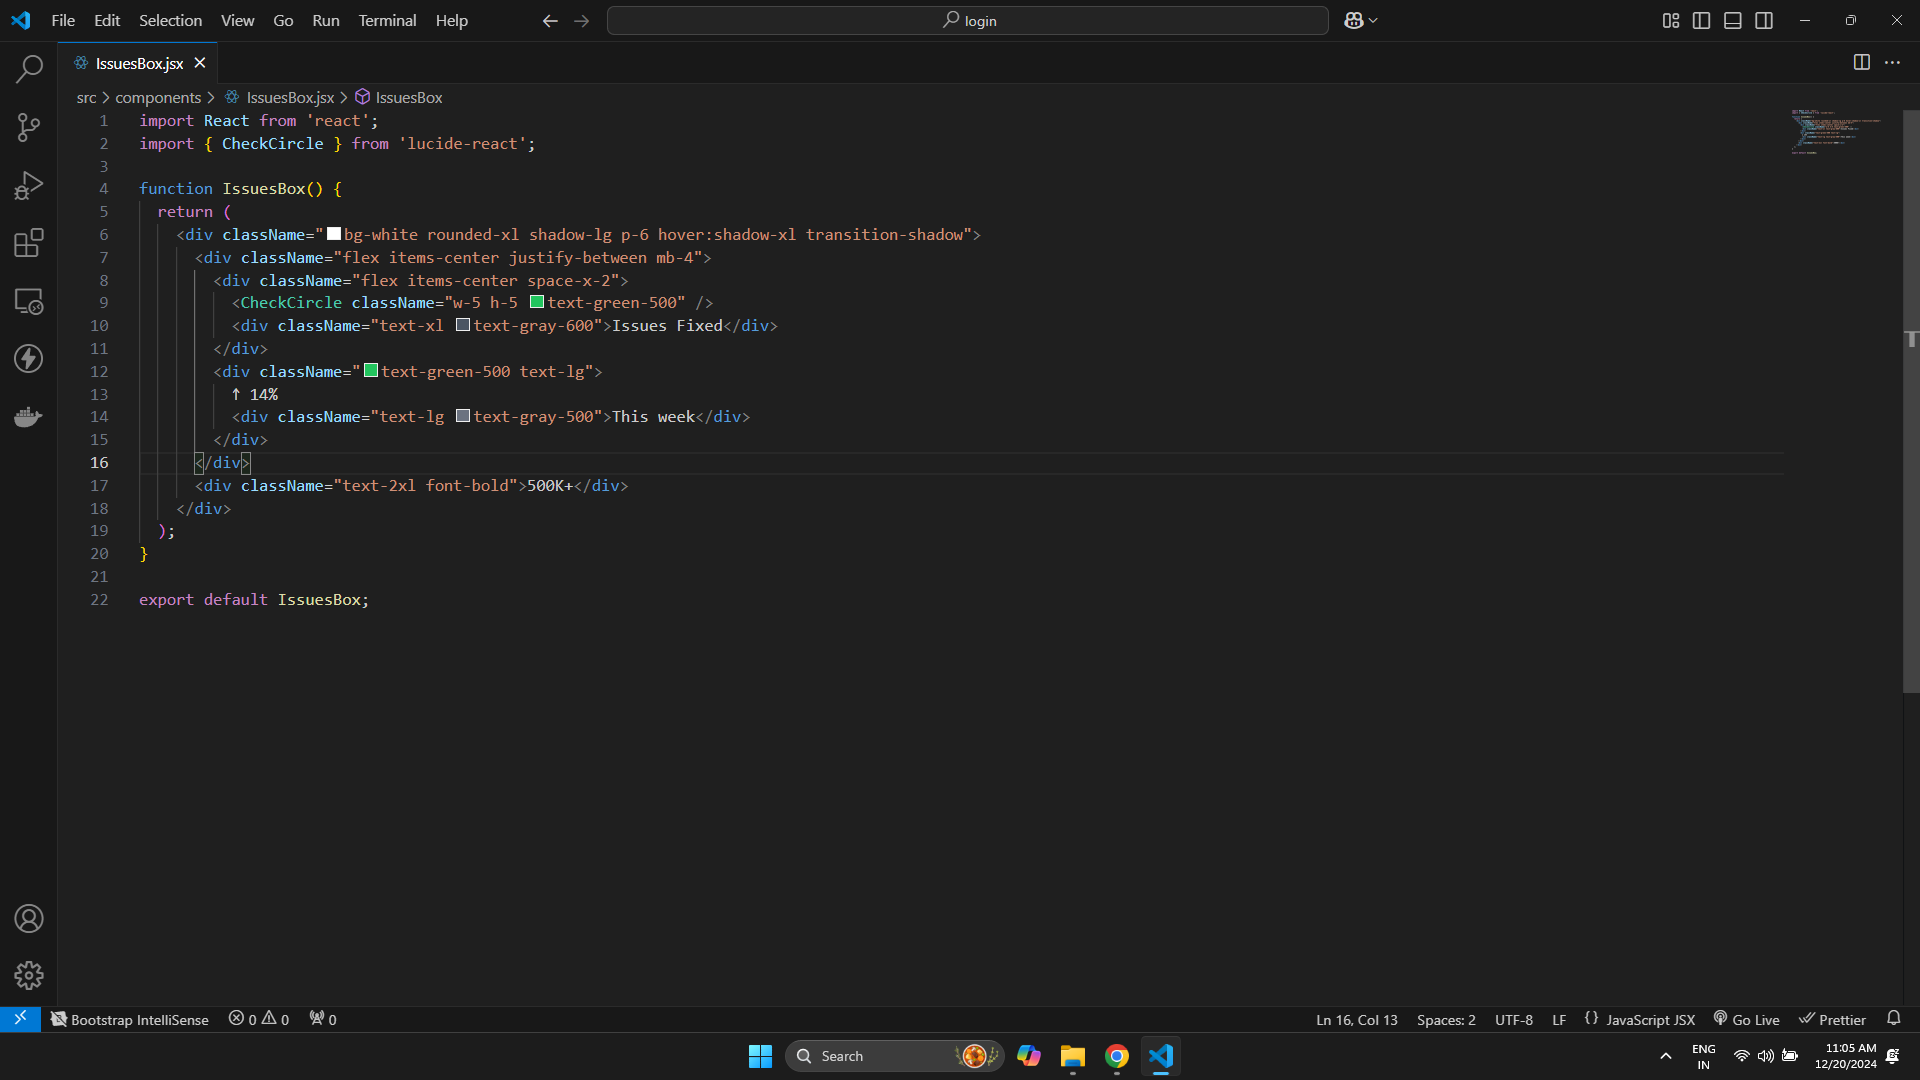 File Edit Selection View Go Run Terminal Help login
IssuesBox.jsx
src components IssuesBox.jsx IssuesBox
1 import React from 'react';
2 import { CheckCircle } from 'lucide-react';
3
4 function IssuesBox() {
5 return (
6 <div className="bg-white rounded-xl shadow-lg p-6 hover:shadow-xl transition-shadow">
7 <div className="flex items-center justify-between mb-4">
8 <div className="flex items-center space-x-2">
9 <CheckCircle className="w-5 h-5 text-green-500" />
10 <div className="text-xl text-gray-600">Issues Fixed</div>
11 </div>
12 <div className="text-green-500 text-lg">
13 ↑ 14%
14 <div className="text-lg text-gray-500">This week</div>
15 </div>
16 </div>
17 <div className="text-2xl font-bold">500K+</div>
18 </div>
19 );
20 }
21
22 export default IssuesBox;
Bootstrap IntelliSense 0 0 0 Ln 16, Col 13 Spaces: 2 UTF-8 LF {} JavaScript JSX Go Live Prettier
Search ENG IN 11:05 AM 12/20/2024